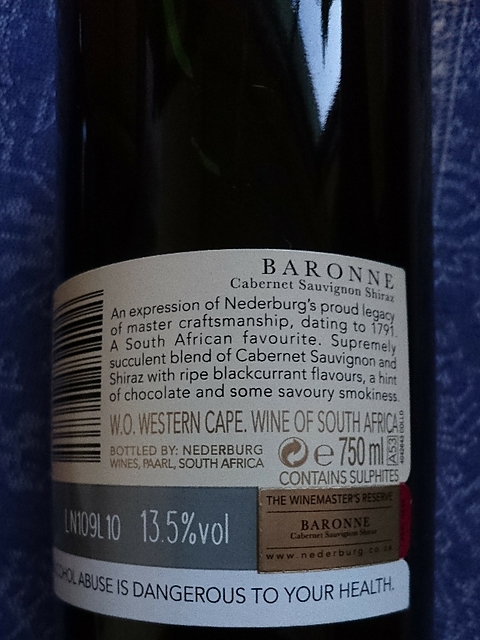 BARONNE
Cabernet Sauvignon Shiraz
An expression of Nederburg's proud legacy
of master craftsmanship, dating to 1791.
A South African favourite. Supremely
succulent blend of Cabernet Sauvignon and
Shiraz with ripe blackcurrant flavours, a hint
of chocolate and some savoury smokiness.
W.O. WESTERN CAPE. WINE OF SOUTH AFRICA
BOTTLED BY: NEDERBURG
WINES, PAARL, SOUTH AFRICA
e 750 ml
A53
CONTAINS SULPHITES
LN109L10 13.5%vol
THE WINEMASTER'S RESERVE
BARONNE
Cabernet Sauvignon Shiraz
www.nederburg.co.za
ABUSE IS DANGEROUS TO YOUR HEALTH.